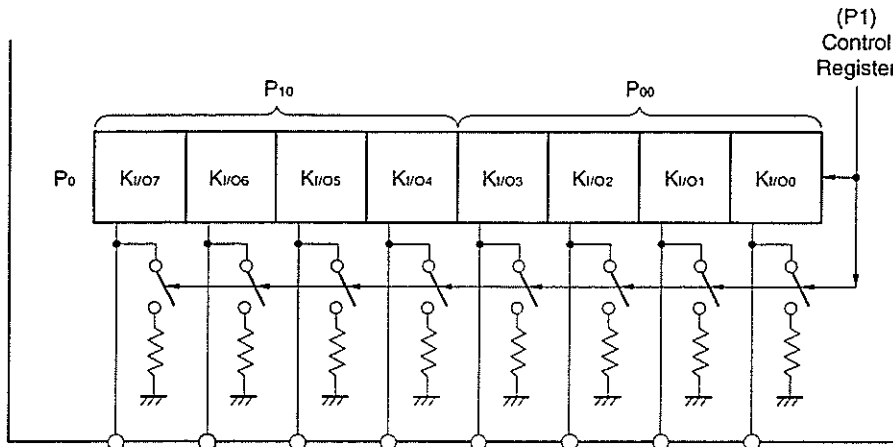 (P1)
Control
Register
P10
P00
P0
KI/O7
KI/O6
KI/O5
KI/O4
KI/O3
KI/O2
KI/O1
KI/O0